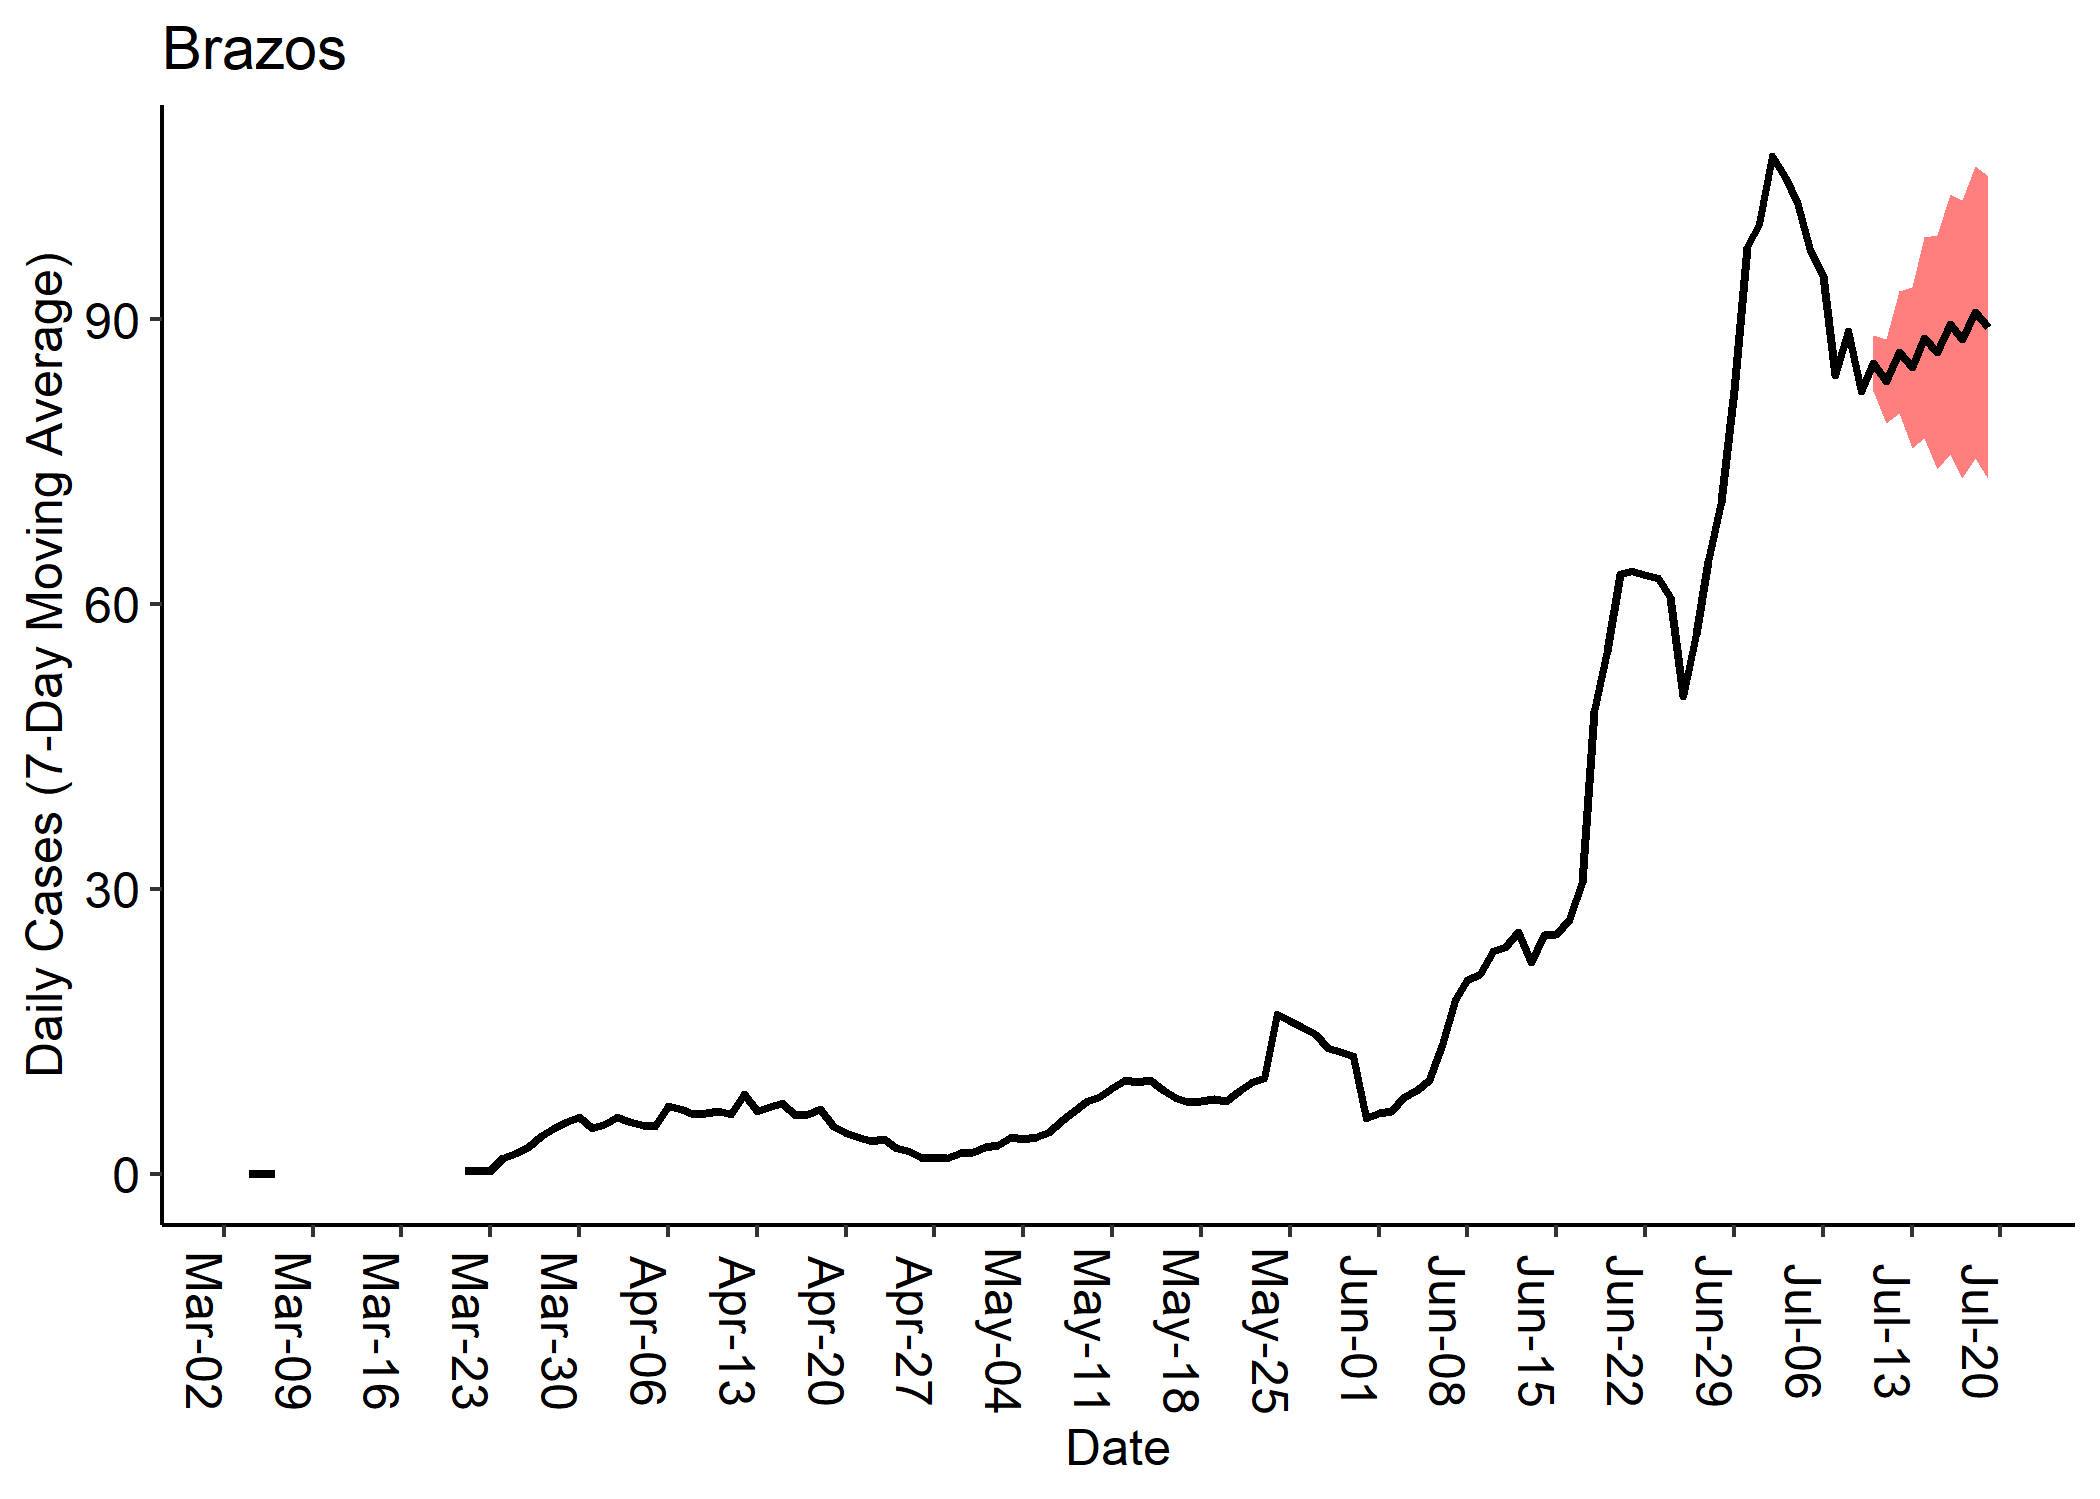 Brazos
Daily Cases (7-Day Moving Average)
90
60
30
0
Mar-02
Mar-09
Mar-16
Mar-23
Mar-30
Apr-06
Apr-13
Apr-20
Apr-27
May-04
May-11
May-18
May-25
Jun-01
Jun-08
Jun-15
Jun-22
Jun-29
Jul-06
Jul-13
Jul-20
Date